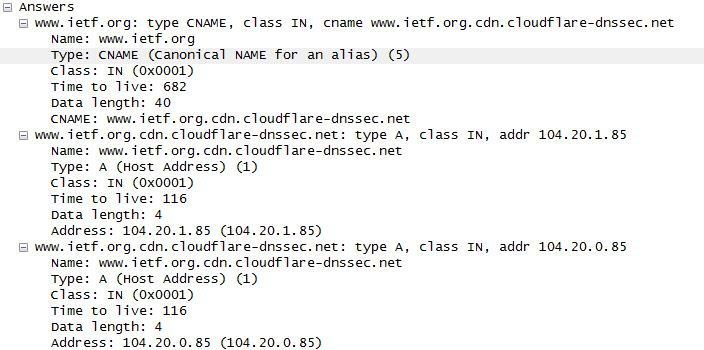 Answers
www.ietf.org: type CNAME, class IN, cname www.ietf.org.cdn.cloudflare-dnssec.net
Name: www.ietf.org
Type: CNAME (Canonical NAME for an alias) (5)
Class: IN (0x0001)
Time to live: 682
Data length: 40
CNAME: www.ietf.org.cdn.cloudflare-dnssec.net
www.ietf.org.cdn.cloudflare-dnssec.net: type A, class IN, addr 104.20.1.85
Name: www.ietf.org.cdn.cloudflare-dnssec.net
Type: A (Host Address) (1)
Class: IN (0x0001)
Time to live: 116
Data length: 4
Address: 104.20.1.85 (104.20.1.85)
www.ietf.org.cdn.cloudflare-dnssec.net: type A, class IN, addr 104.20.0.85
Name: www.ietf.org.cdn.cloudflare-dnssec.net
Type: A (Host Address) (1)
Class: IN (0x0001)
Time to live: 116
Data length: 4
Address: 104.20.0.85 (104.20.0.85)